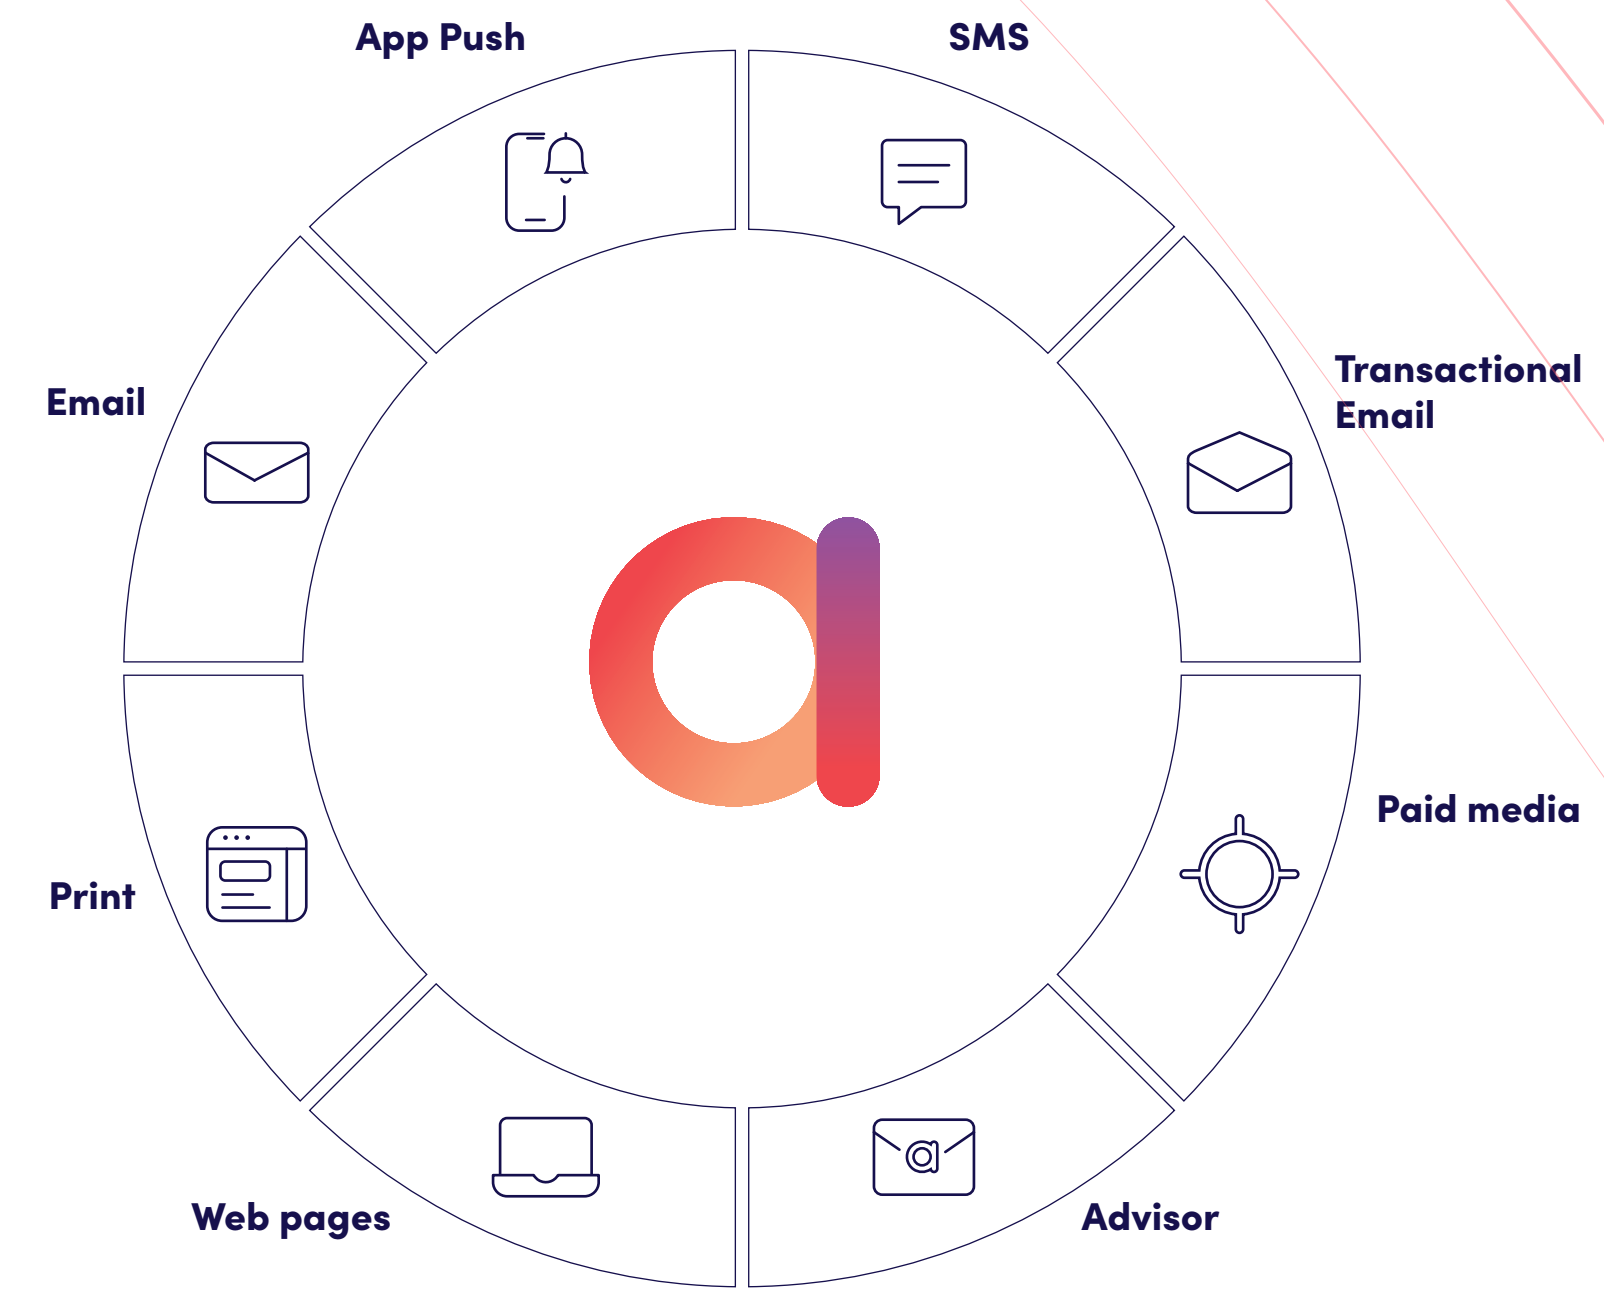 App Push
SMS
Email
Transactional
Email
Paid media
Print
Web pages
Advisor